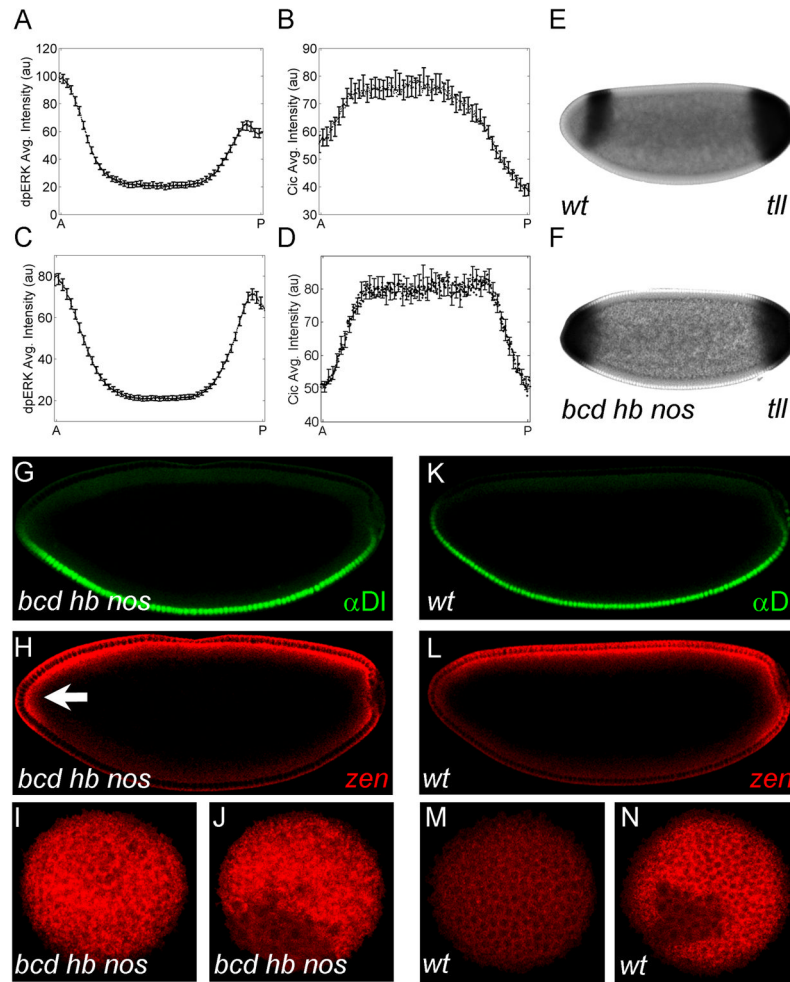 A
dpERK Avg. Intensity (au)
120
100
80
60
40
20
0
A
P
B
Cic Avg. Intensity (au)
90
80
70
60
50
40
30
A
P
E
wt
tll
C
dpERK Avg. Intensity (au)
80
60
40
20
A
P
D
Cic Avg. Intensity (au)
90
80
70
60
50
40
A
P
F
bcd hb nos
tll
G
bcd hb nos
αDl
K
wt
αD
H
bcd hb nos
zen
L
wt
zen
I
bcd hb nos
J
bcd hb nos
M
wt
N
wt